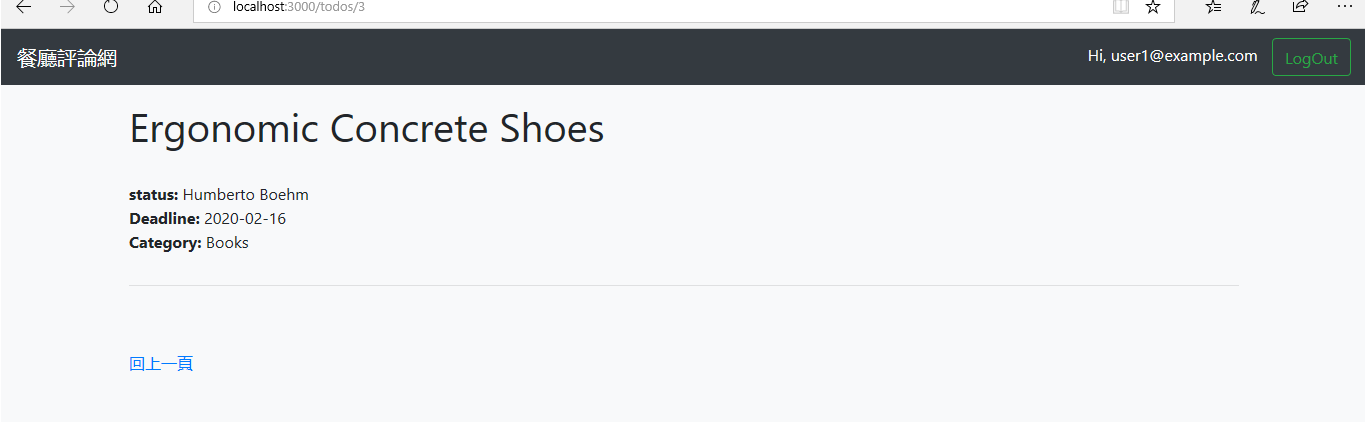 localhost:3000/todos/3
餐廳評論網
Hi, user1@example.com
LogOut
Ergonomic Concrete Shoes
status: Humberto Boehm
Deadline: 2020-02-16
Category: Books
回上一頁